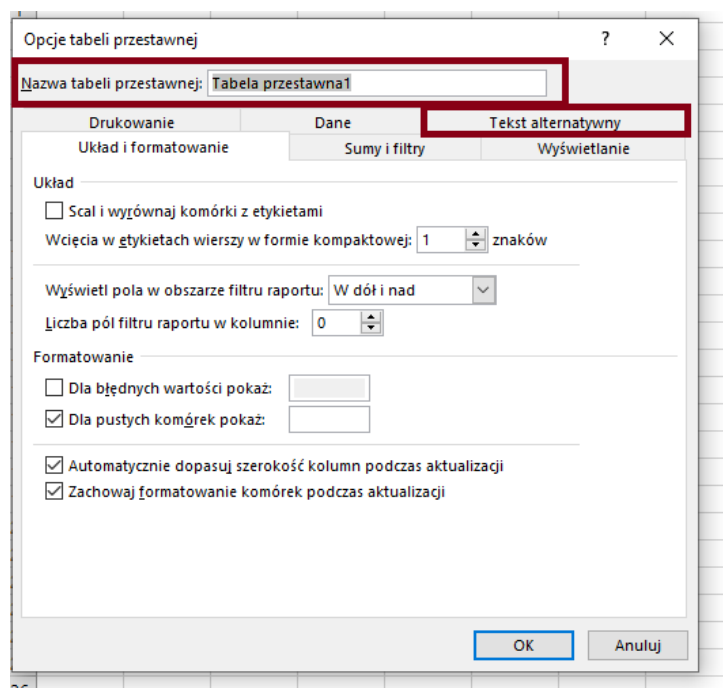 Opcje tabeli przestawnej ? ×
Nazwa tabeli przestawnej: Tabela przestawna1
Drukowanie Dane Tekst alternatywny
Układ i formatowanie Sumy i filtry Wyświetlanie
Układ
Scal i wyrównaj komórki z etykietami
Wcięcia w etykietach wierszy w formie kompaktowej: 1 znaków
Wyświetl pola w obszarze filtru raportu: W dół i nad
Liczba pól filtru raportu w kolumnie: 0
Formatowanie
Dla błędnych wartości pokaż:
Dla pustych komórek pokaż:
Automatycznie dopasuj szerokość kolumn podczas aktualizacji
Zachowaj formatowanie komórek podczas aktualizacji
OK Anuluj